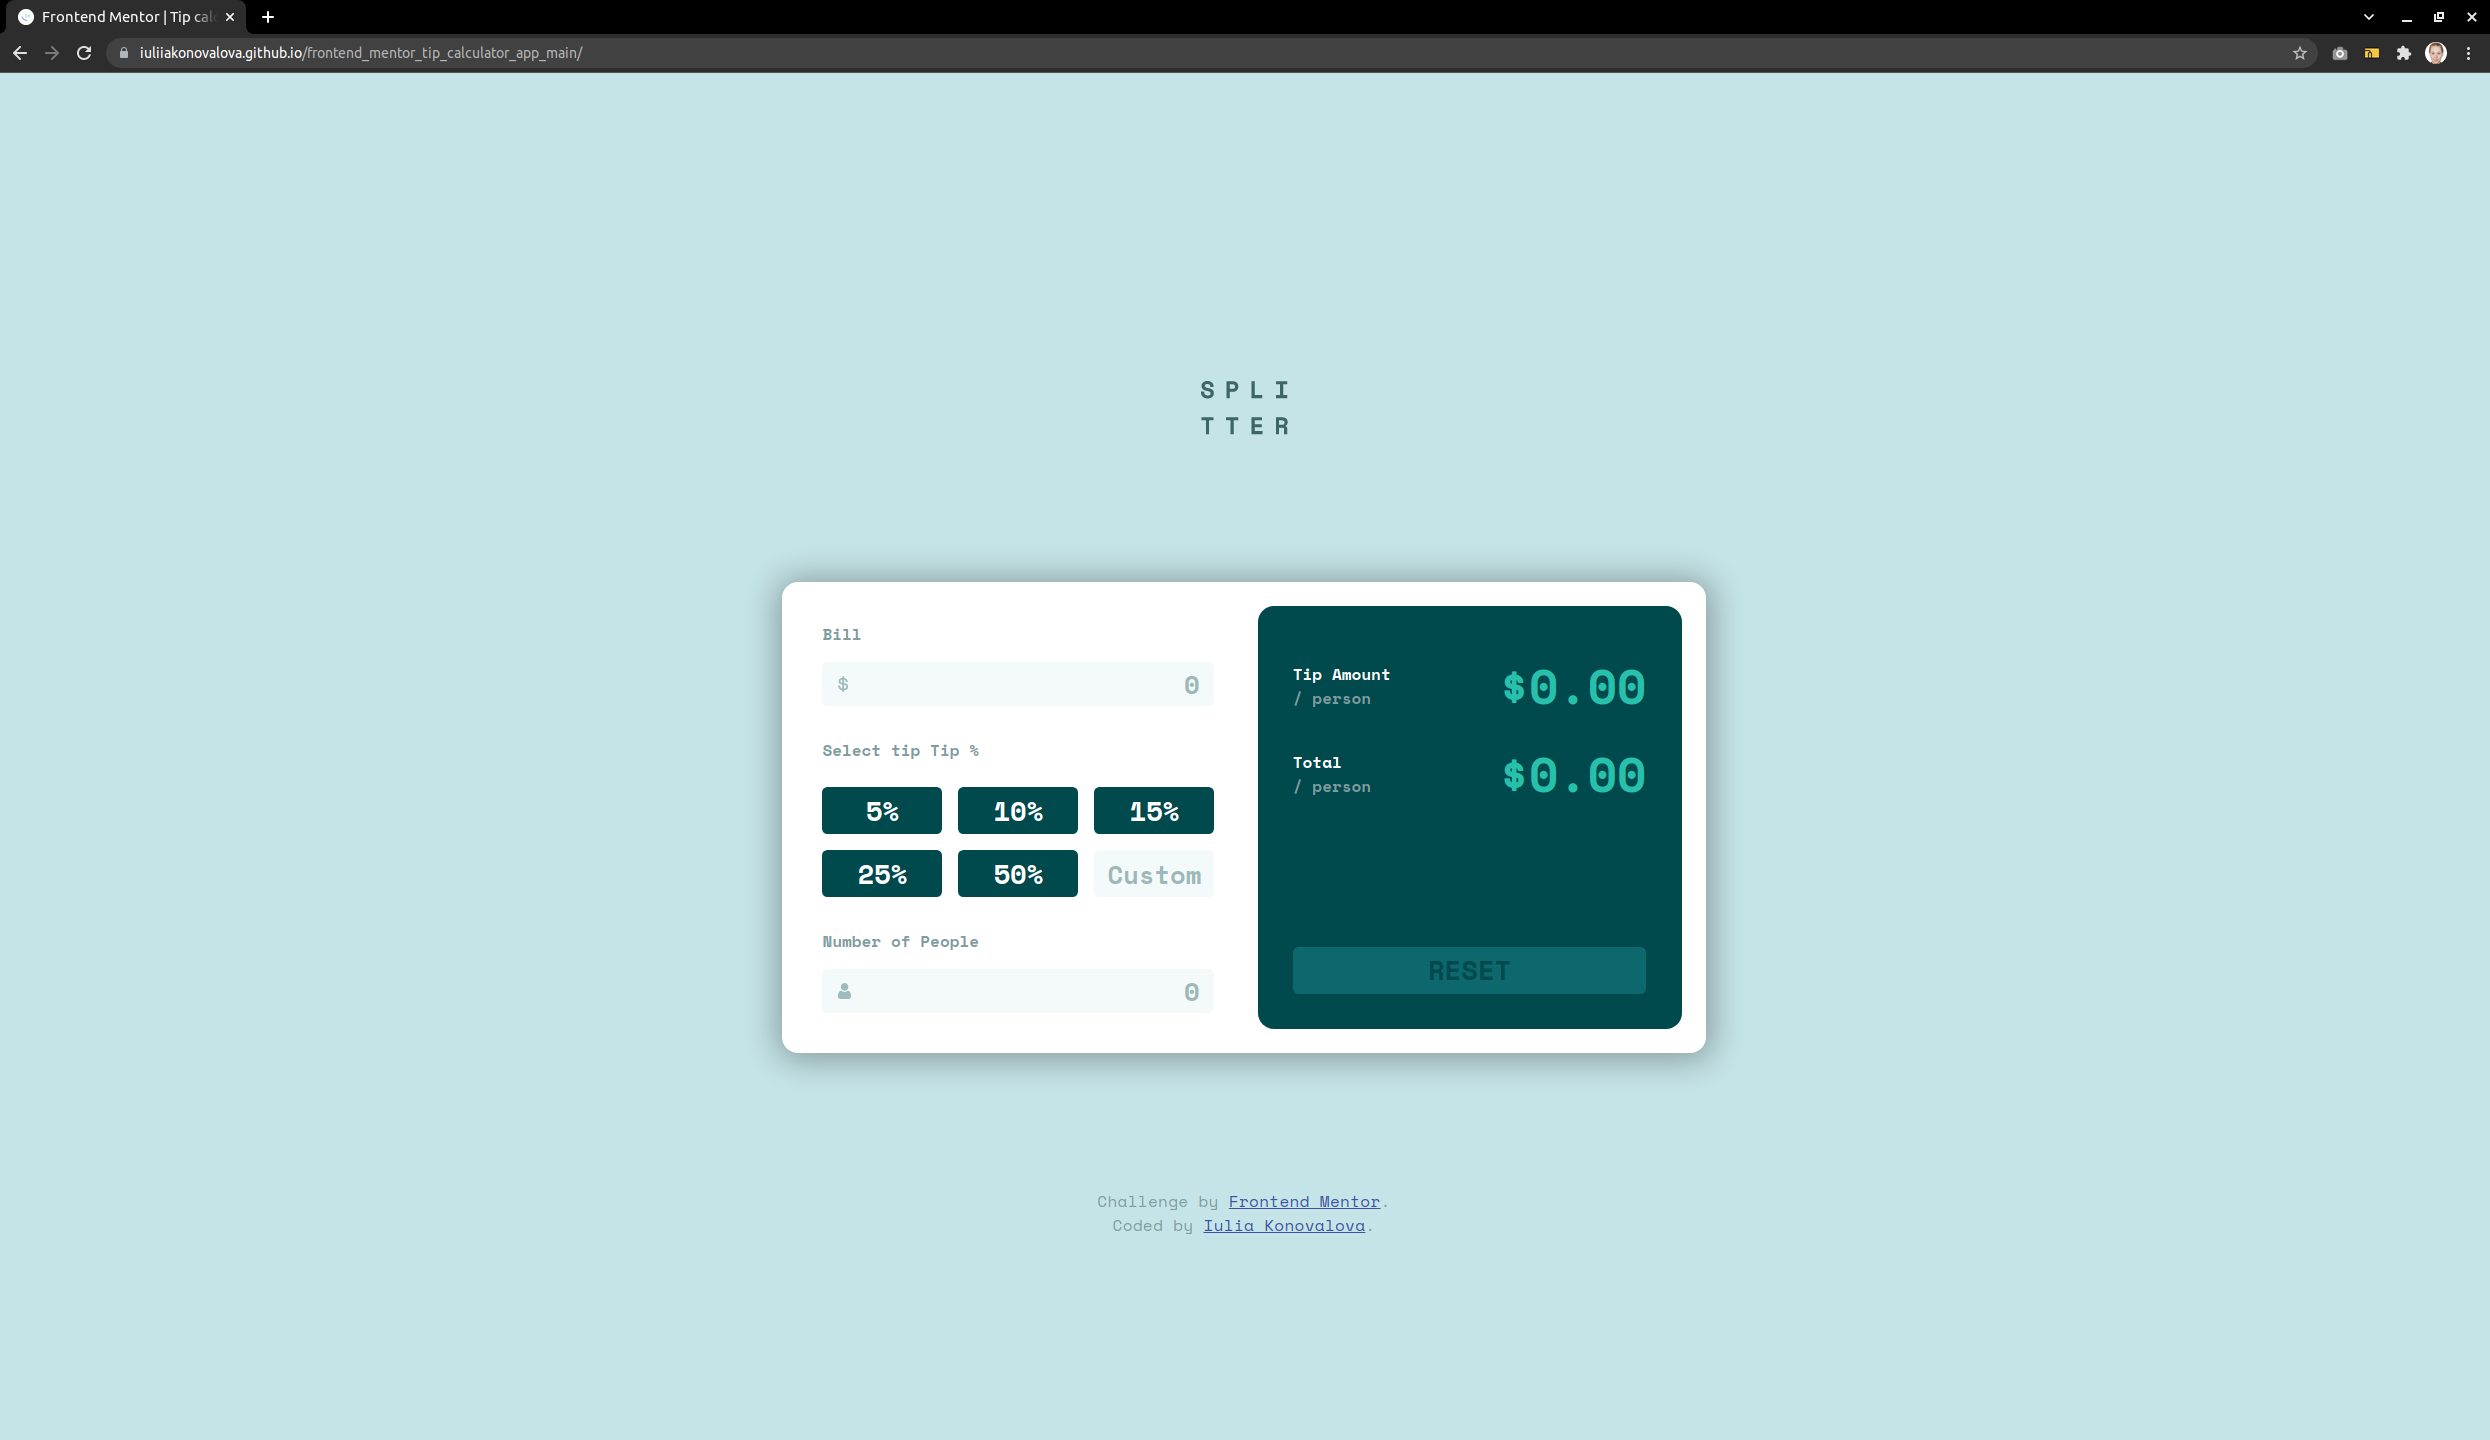 Frontend Mentor | Tip cal
iuliiakonovalova.github.io/frontend_mentor_tip_calculator_app_main/
SPLI
TTER
Bill
$ 0
Select tip Tip %
5% 10% 15%
25% 50% Custom
Number of People
0
Tip Amount
/ person
$0.00
Total
/ person
$0.00
RESET
Challenge by Frontend Mentor.
Coded by Iulia Konovalova.